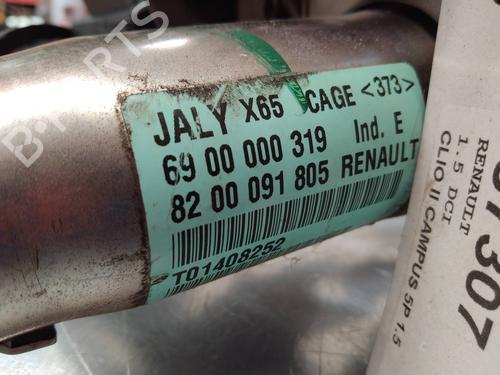 JALY X65 CAGE <373>
69 00 000 319 Ind. E
82 00 091 805 RENAULT
T01408252
RENAULT
1.5 DCI
CLIO II CAMPUS 5P 1.5
7307